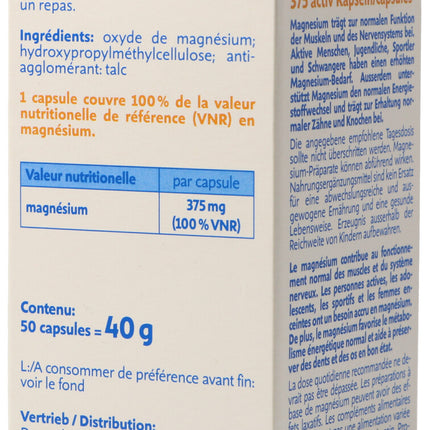 un repas.
Ingrédients: oxyde de magnésium;
hydroxypropylméthylcellulose; anti-
agglomérant: talc
1 capsule couvre 100% de la valeur
nutritionelle de référence (VNR) en
magnésium.
Valeur nutritionelle par capsule
magnésium 375 mg
(100% VNR)
Contenu:
50 capsules = 40 g
L:/A consommer de préférence avant fin:
voir le fond
Vertrieb / Distribution:
375 activ Kapseln/capsules
Magnesium trägt zur normalen Funktion
der Muskeln und des Nervensystems bei.
Aktive Menschen, Jugendliche, Sportler
und Schwangere haben einen erhöhten
Magnesium-Bedarf. Ausserdem unter-
stützt Magnesium den normalen Energie-
stoffwechsel und trägt zur Erhaltung nor-
maler Zähne und Knochen bei.
Die angegebene empfohlene Tagesdosis
sollte nicht überschritten werden. Magne-
sium-Präparate können abführend wirken.
Nahrungsergänzungsmittel sind kein Ersatz
für eine abwechslungsreiche und aus-
gewogene Ernährung und eine gesunde
Lebensweise. Erzeugnis ausserhalb der
Reichweite von Kindern aufbewahren.
Le magnésium contribue au fonctionne-
ment normal des muscles et du système
nerveux. Les personnes actives, les ado-
lescents, les sportifs et les femmes en-
ceintes ont un besoin accru en magnésium.
De plus, le magnésium favorise le métabo-
lisme énergétique normal et aide à préser-
ver des dents et des os en bon état.
La dose quotidienne recommandée ne de-
vrait pas être dépassée. Les préparations à
base de
fets laxatifs. Les compléments alimentaires
une alimentation variée